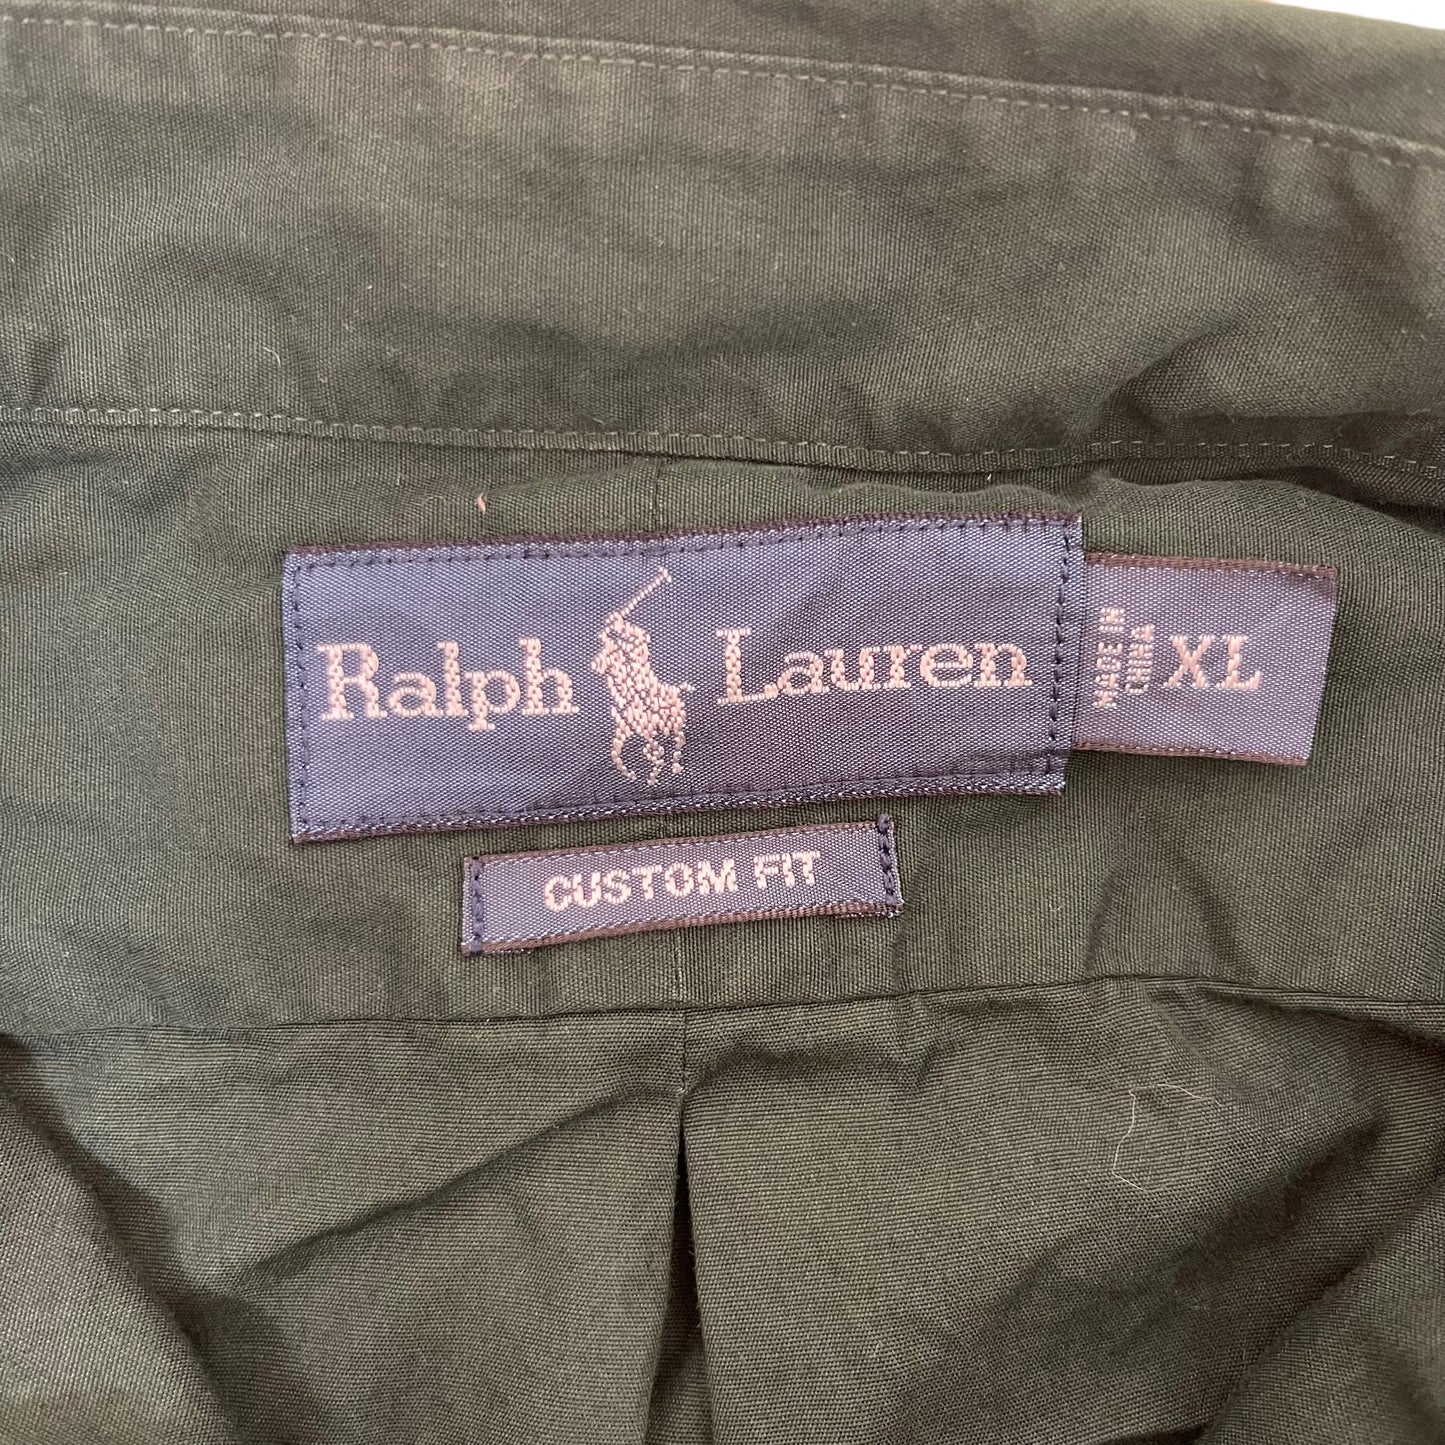 Ralph Lauren
MADE IN
CHINA
XL
CUSTOM FIT